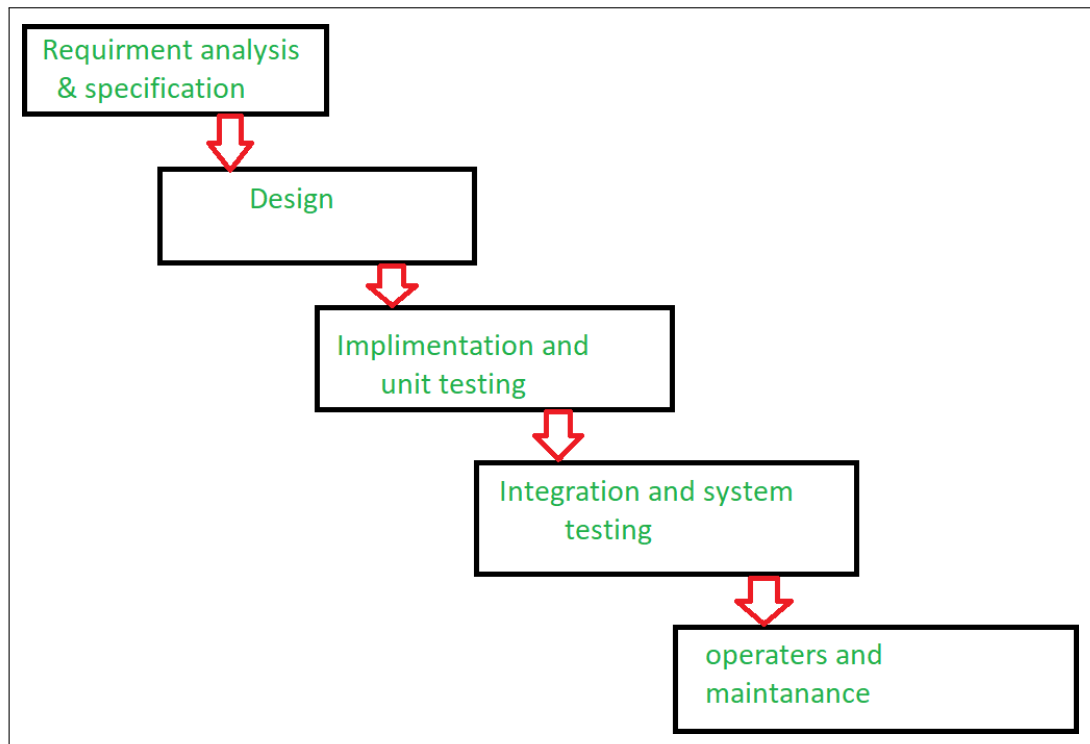 Requirment analysis
& specification
Design
Implimentation and
unit testing
Integration and system
testing
operaters and
maintanance